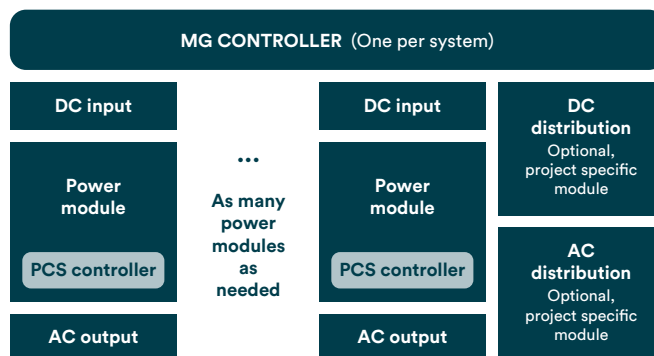 MG CONTROLLER (One per system)
DC input
Power
module
PCS controller
AC output
...
As many
power
modules
as
needed
DC input
Power
module
PCS controller
AC output
DC
distribution
Optional,
project specific
module
AC
distribution
Optional,
project specific
module